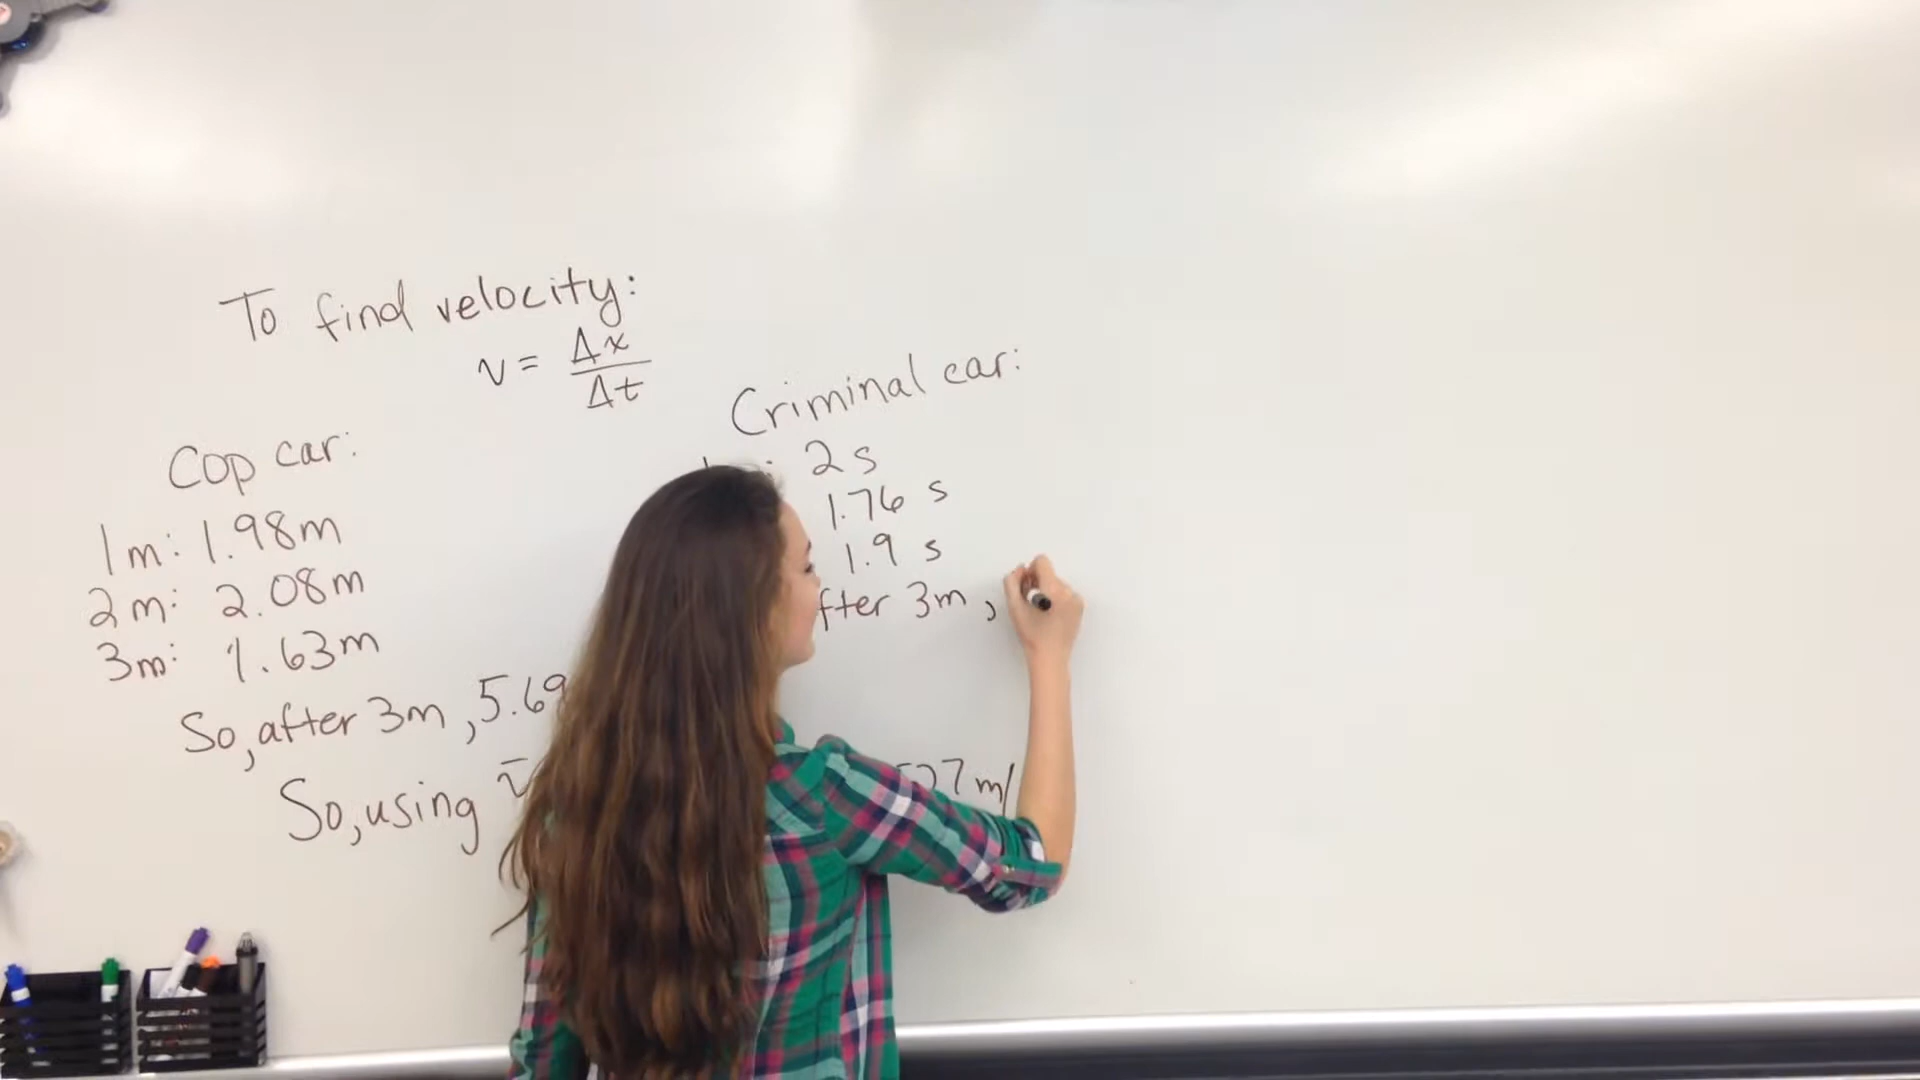 To find velocity:
v = Δx
Δt
Cop car:
1m: 1.98m
2m: 2.08m
3m: 1.63m
So, after 3m, 5.69
So, using
Criminal car:
2 s
1.76 s
1.9 s
fter 3m,
527 m/